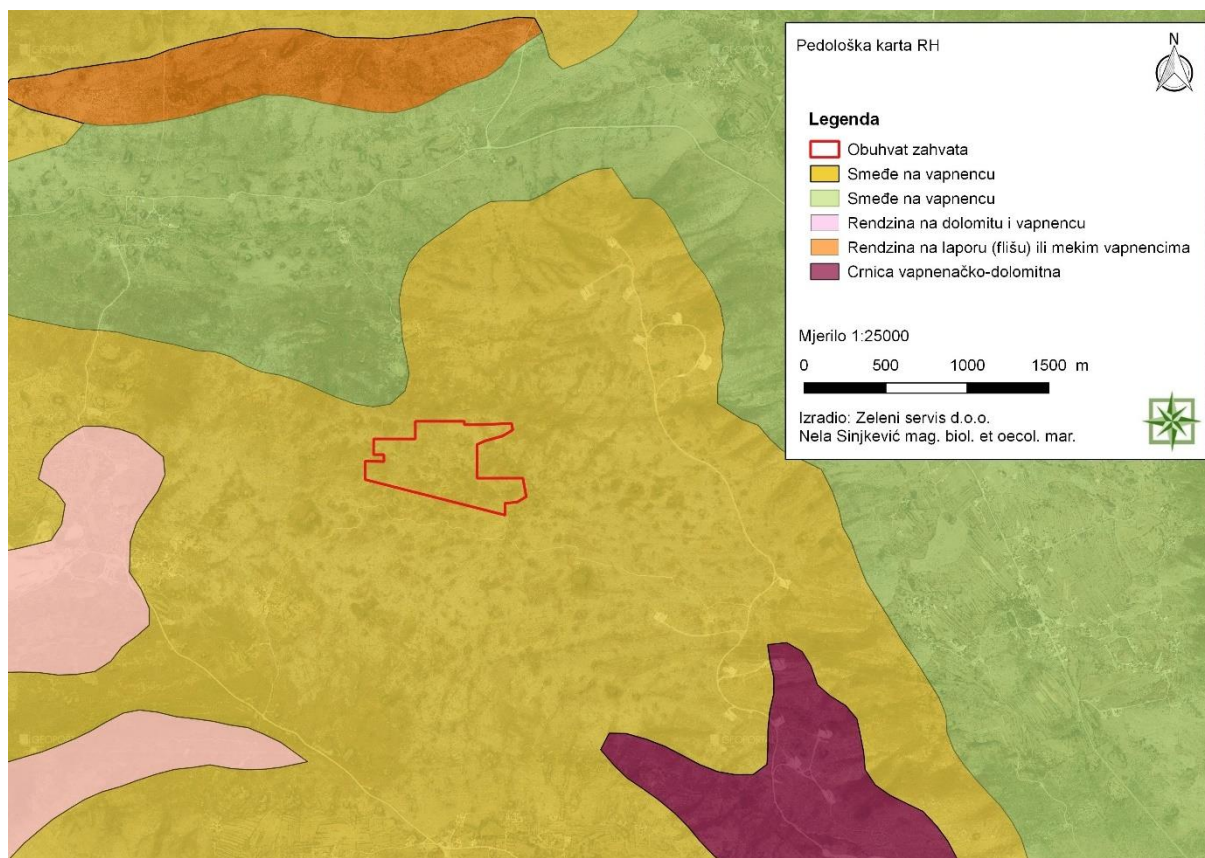 Pedološka karta RH
N
Legenda
Obuhvat zahvata
Smeđe na vapnencu
Smeđe na vapnencu
Rendzina na dolomitu i vapnencu
Rendzina na laporu (flišu) ili mekim vapnencima
Crnica vapnenačko-dolomitna
Mjerilo 1:25000
0 500 1000 1500 m
Izradio: Zeleni servis d.o.o.
Nela Sinjkević mag. biol. et oecol. mar.